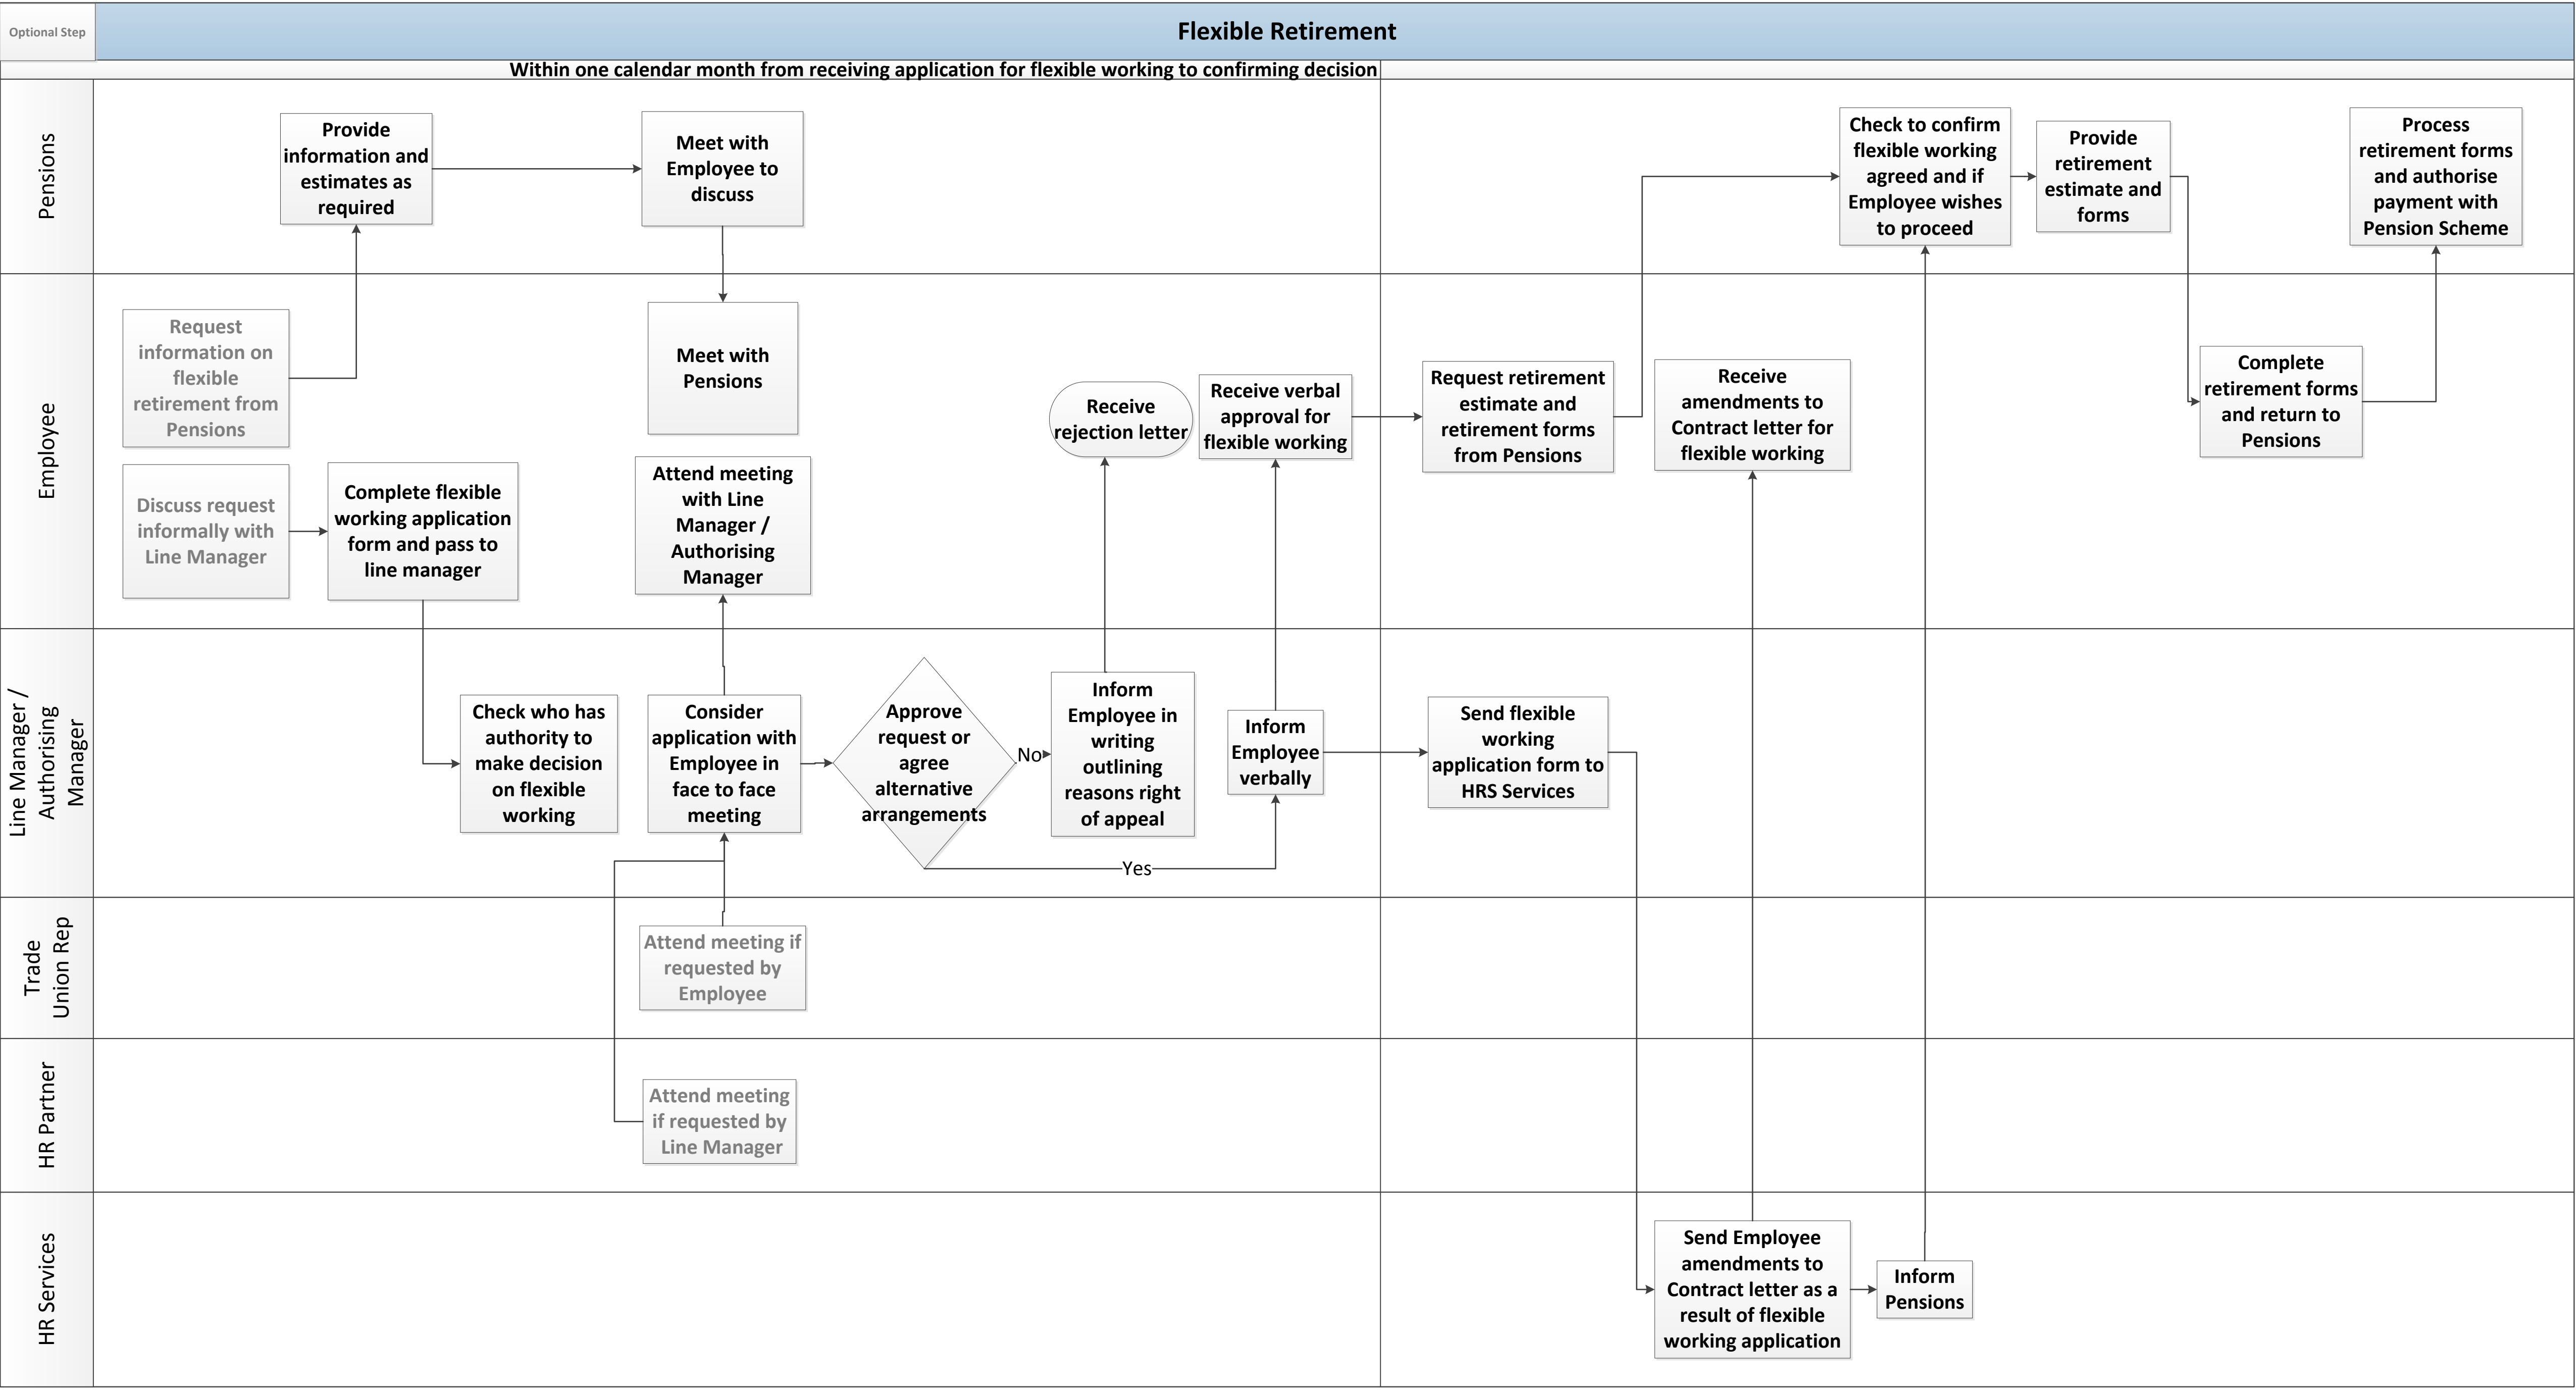 Optional Step
Flexible Retirement
Within one calendar month from receiving application for flexible working to confirming decision
Pensions
Provide
information and
estimates as
required
Meet with
Employee to
discuss
Check to confirm
flexible working
agreed and if
Employee wishes
to proceed
Provide
retirement
estimate and
forms
Process
retirement forms
and authorise
payment with
Pension Scheme
Employee
Request
information on
flexible
retirement from
Pensions
Meet with
Pensions
Discuss request
informally with
Line Manager
Complete flexible
working application
form and pass to
line manager
Attend meeting
with Line
Manager /
Authorising
Manager
Receive
rejection letter
Receive verbal
approval for
flexible working
Request retirement
estimate and
retirement forms
from Pensions
Receive
amendments to
Contract letter for
flexible working
Complete
retirement forms
and return to
Pensions
Line Manager /
Authorising
Manager
Check who has
authority to
make decision
on flexible
working
Consider
application with
Employee in
face to face
meeting
Approve
request or
agree
alternative
arrangements
No
Yes
Inform
Employee in
writing
outlining
reasons right
of appeal
Inform
Employee
verbally
Send flexible
working
application form to
HRS Services
Trade
Union Rep
Attend meeting if
requested by
Employee
HR Partner
Attend meeting
if requested by
Line Manager
HR Services
Send Employee
amendments to
Contract letter as a
result of flexible
working application
Inform
Pensions